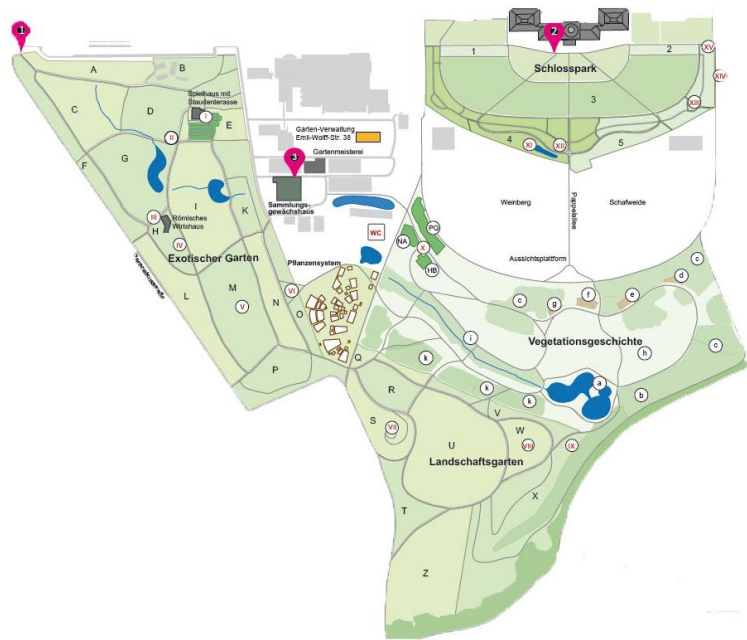 1
2
3
A
B
C
D
E
F
G
H
I
K
L
M
N
O
P
Q
R
S
T
U
V
W
X
Z
Spielhaus mit
Staudenterasse
I
II
III
IV
V
VI
VII
VIII
IX
X
XI
XII
XII
XIV
XV
Römisches
Wirtshaus
Exotischer Garten
Garten-Verwaltung
Emil-Wolff-Str. 38
Gartenmeisterei
Sammlungs-
gewächshaus
Pflanzensystem
WC
NA
PQ
HB
1
2
3
4
5
Schlosspark
Weinberg
Pappelallee
Schafweide
Aussichtsplattform
c
g
f
e
d
c
i
Vegetationsgeschichte
h
c
k
k
k
a
b
Landschaftsgarten